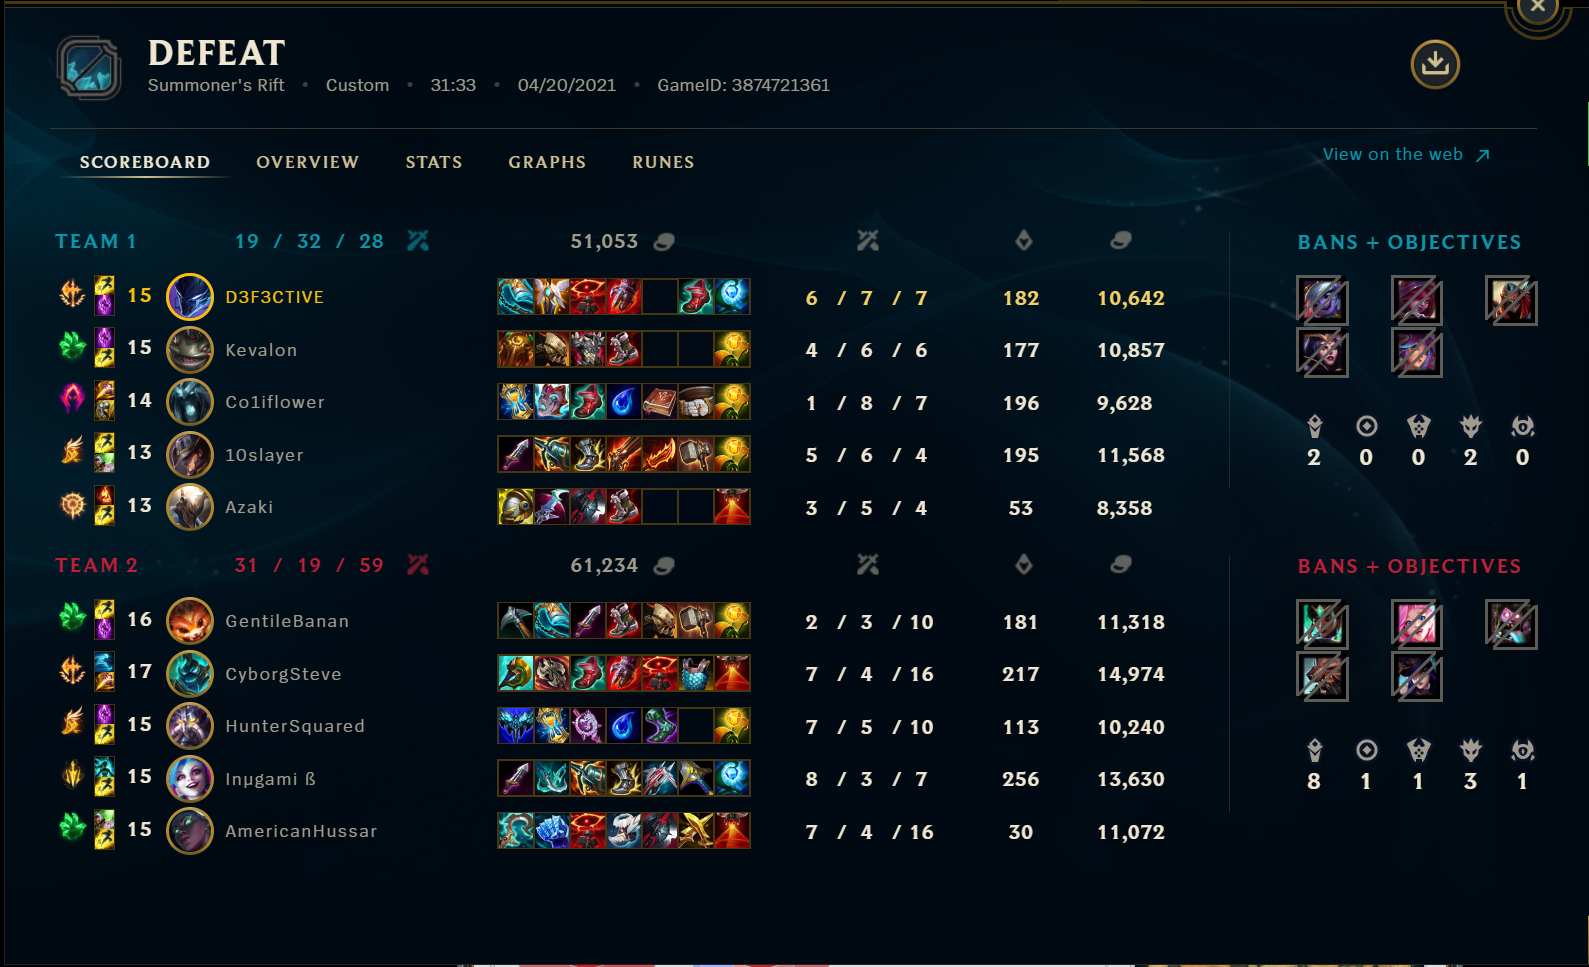 DEFEAT
Summoner's Rift • Custom • 31:33 • 04/20/2021 • GameID: 3874721361
SCOREBOARD OVERVIEW STATS GRAPHS RUNES
View on the web
TEAM 1 19 / 32 / 28 51,053 BANS + OBJECTIVES
15 D3F3CTIVE 6 / 7 / 7 182 10,642
15 Kevalon 4 / 6 / 6 177 10,857
14 Co1iflower 1 / 8 / 7 196 9,628
13 10slayer 5 / 6 / 4 195 11,568
2 0 0 2 0
13 Azaki 3 / 5 / 4 53 8,358
TEAM 2 31 / 19 / 59 61,234 BANS + OBJECTIVES
16 GentileBanan 2 / 3 / 10 181 11,318
17 CyborgSteve 7 / 4 / 16 217 14,974
15 HunterSquared 7 / 5 / 10 113 10,240
15 Inµgami ß 8 / 3 / 7 256 13,630
8 1 1 3 1
15 AmericanHussar 7 / 4 / 16 30 11,072